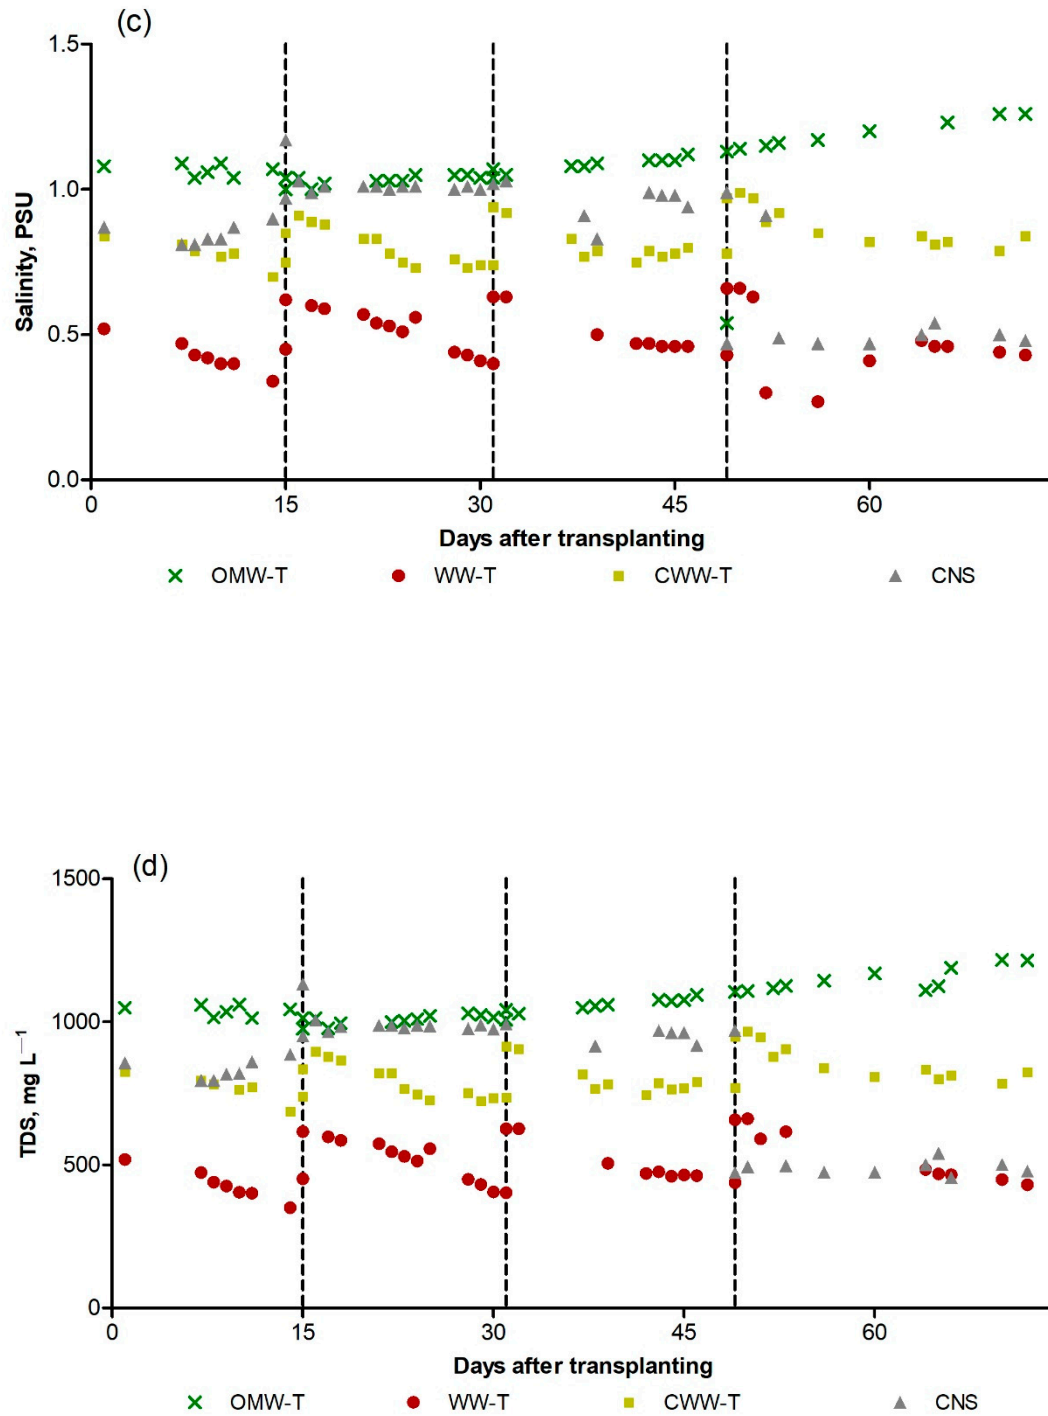 (c)
1.5
1.0
0.5
0.0
Salinity, PSU
0 15 30 45 60
Days after transplanting
OMW-T WW-T CWW-T CNS
(d)
1500
1000
500
0
TDS, mg L⁻¹
0 15 30 45 60
Days after transplanting
OMW-T WW-T CWW-T CNS